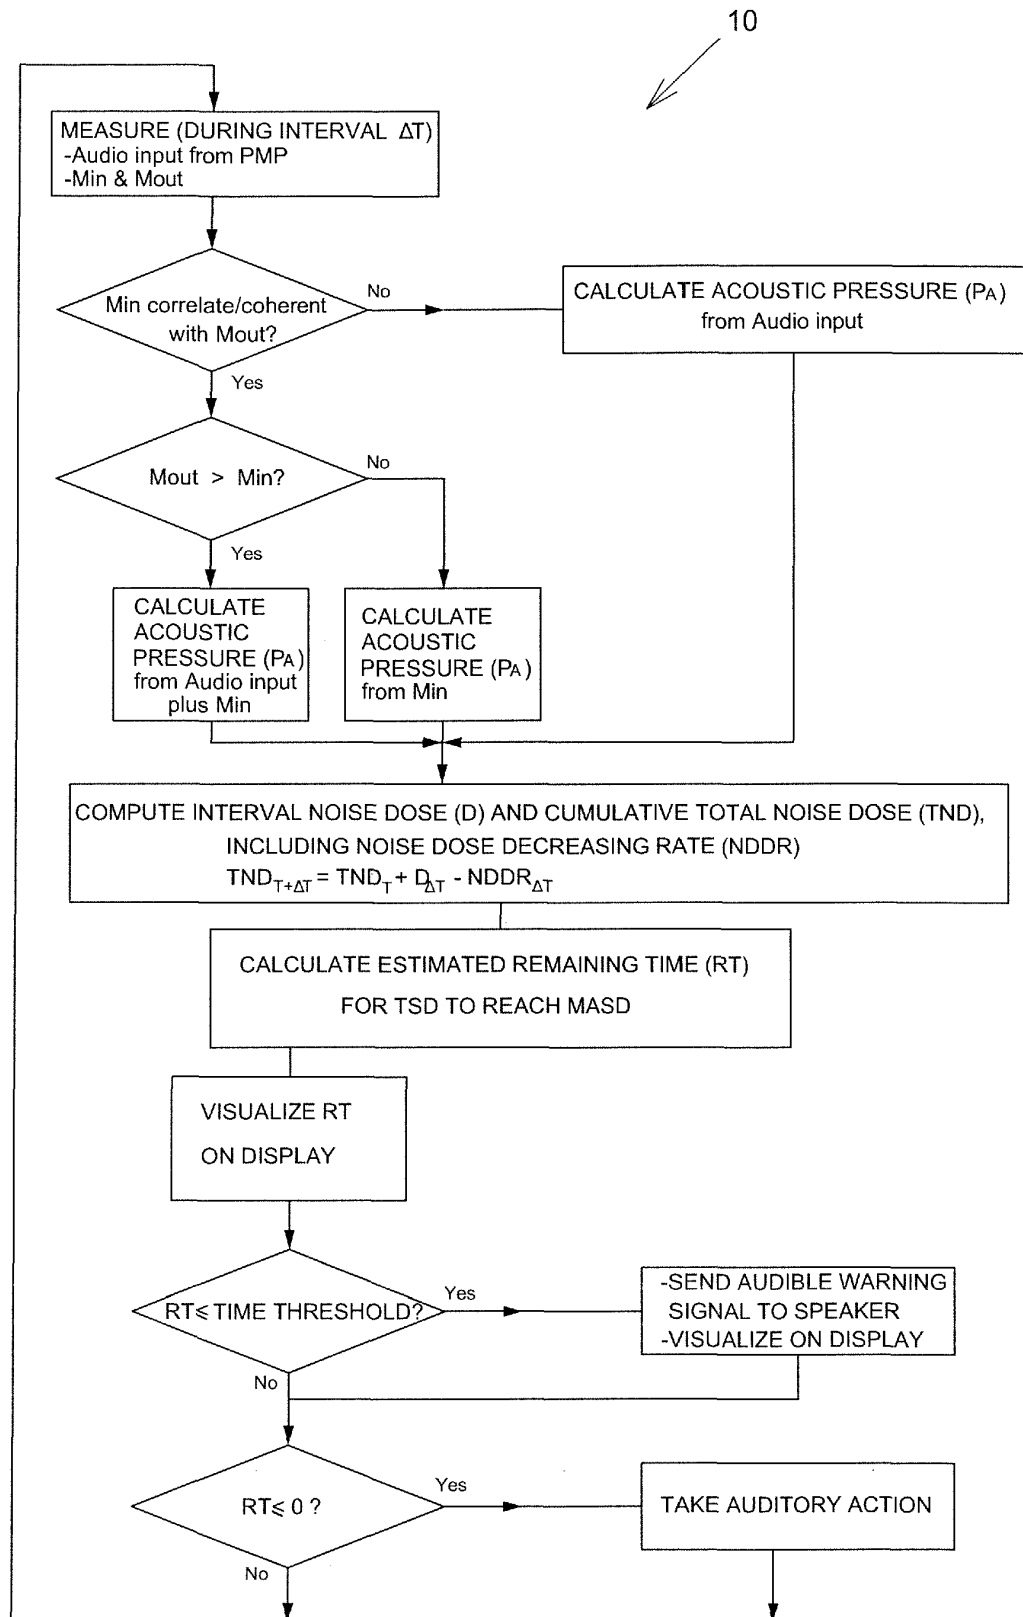 10
MEASURE (DURING INTERVAL ΔT)
-Audio input from PMP
-Min & Mout
Min correlate/coherent
with Mout?
No
CALCULATE ACOUSTIC PRESSURE (PA)
from Audio input
Yes
Mout > Min?
No
Yes
CALCULATE
ACOUSTIC
PRESSURE (PA)
from Audio input
plus Min
CALCULATE
ACOUSTIC
PRESSURE (PA)
from Min
COMPUTE INTERVAL NOISE DOSE (D) AND CUMULATIVE TOTAL NOISE DOSE (TND),
INCLUDING NOISE DOSE DECREASING RATE (NDDR)
TNDT+ΔT = TNDT + DΔT - NDDRΔT
CALCULATE ESTIMATED REMAINING TIME (RT)
FOR TSD TO REACH MASD
VISUALIZE RT
ON DISPLAY
RT⩽TIME THRESHOLD?
Yes
-SEND AUDIBLE WARNING
SIGNAL TO SPEAKER
-VISUALIZE ON DISPLAY
No
RT⩽ 0 ?
Yes
TAKE AUDITORY ACTION
No